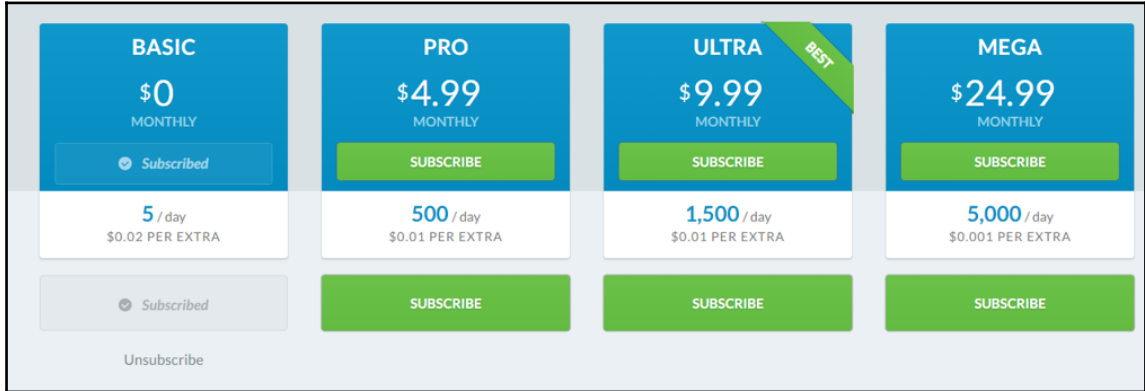 BASIC
$0
MONTHLY
Subscribed
5 / day
$0.02 PER EXTRA
Subscribed
Unsubscribe
PRO
$4.99
MONTHLY
SUBSCRIBE
500 / day
$0.01 PER EXTRA
SUBSCRIBE
ULTRA
BEST
$9.99
MONTHLY
SUBSCRIBE
1,500 / day
$0.01 PER EXTRA
SUBSCRIBE
MEGA
$24.99
MONTHLY
SUBSCRIBE
5,000 / day
$0.001 PER EXTRA
SUBSCRIBE